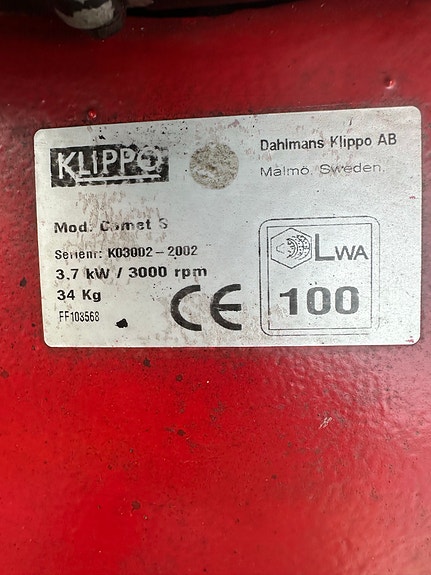 KLIPPO
Dahlmans Klippo AB
Malmö, Sweden
Mod: Comet S
Serienr: K03002-2002
3.7 kW / 3000 rpm
34 Kg
FF103568
CE
LWA
100